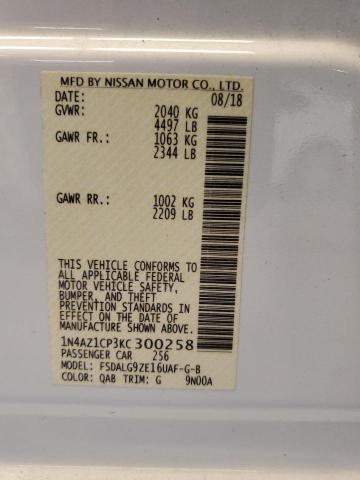 MFD BY NISSAN MOTOR CO., LTD.
DATE: 08/18
GVWR: 2040 KG
4497 LB
GAWR FR.: 1063 KG
2344 LB
GAWR RR.: 1002 KG
2209 LB
THIS VEHICLE CONFORMS TO
ALL APPLICABLE FEDERAL
MOTOR VEHICLE SAFETY,
BUMPER, AND THEFT
PREVENTION STANDARDS IN
EFFECT ON THE DATE OF
MANUFACTURE SHOWN ABOVE.
1N4AZ1CP3KC300258
PASSENGER CAR 256
MODEL: FSDALG9ZE16UAF-G-B
COLOR: QAB TRIM: G 9N00A